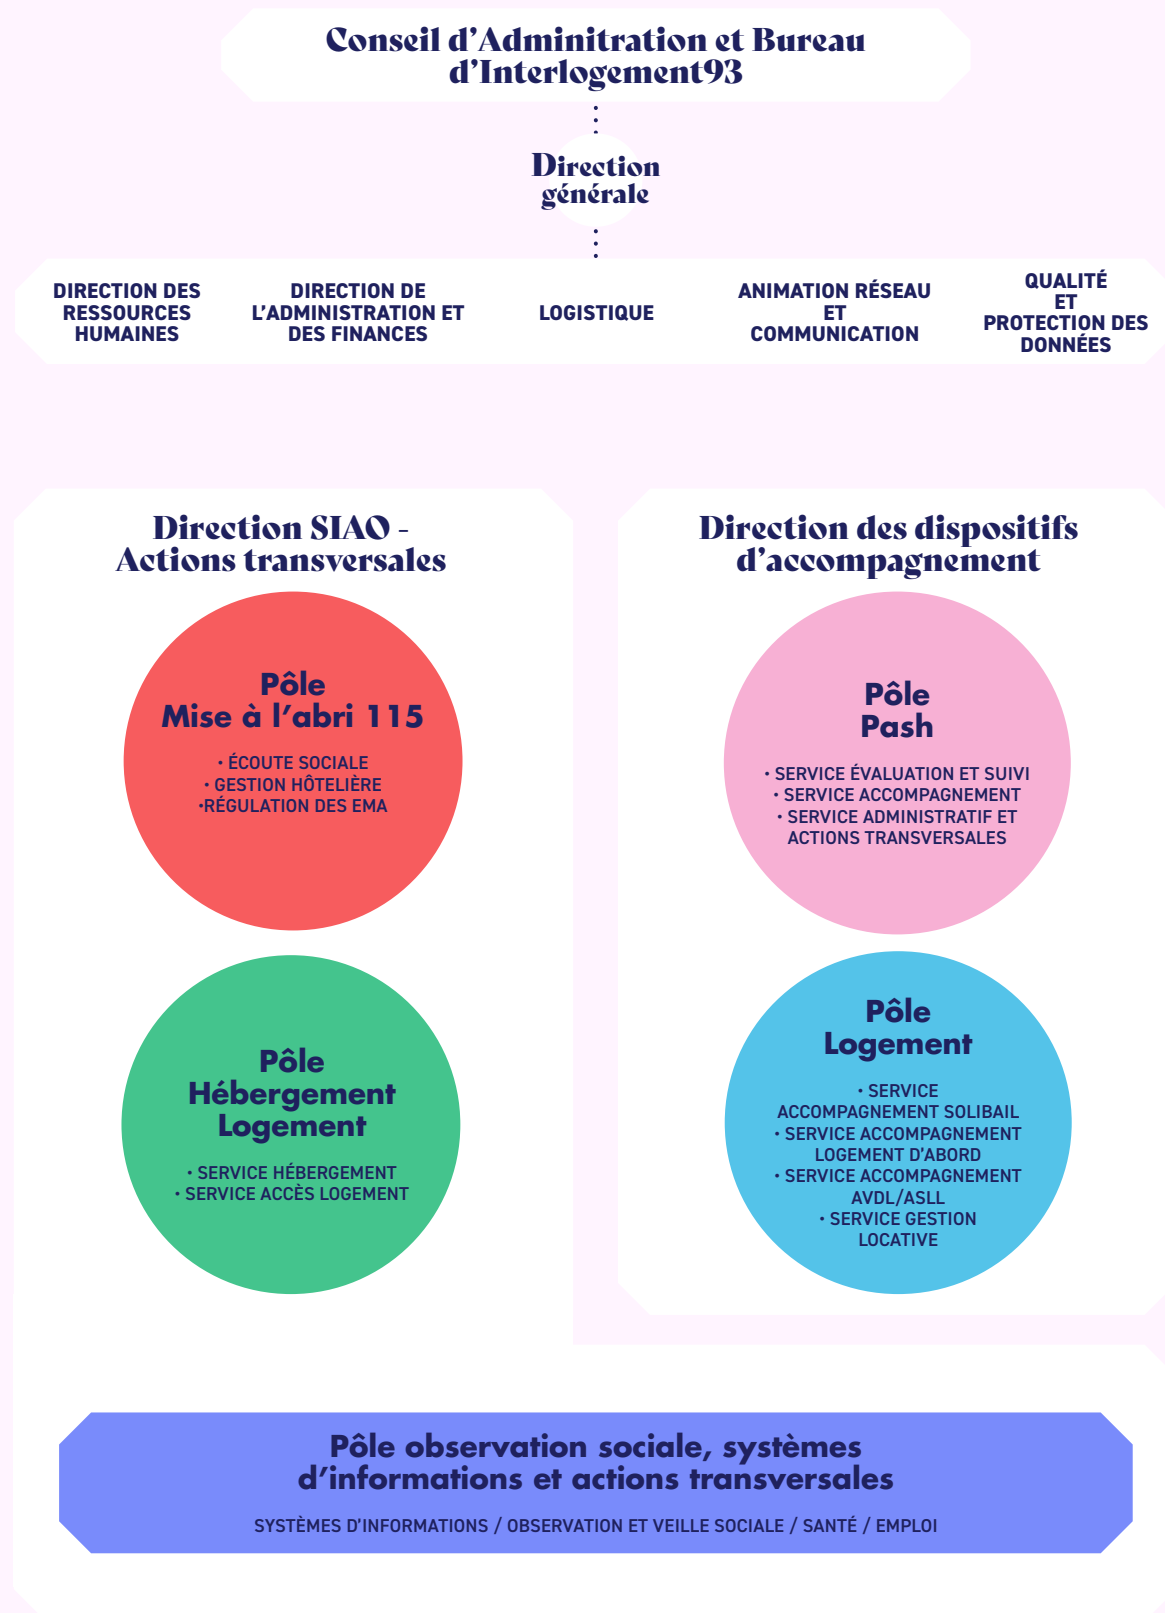 Conseil d'Adminitration et Bureau
d'Interlogement93
Direction
générale
DIRECTION DES
RESSOURCES
HUMAINES
DIRECTION DE
L'ADMINISTRATION ET
DES FINANCES
LOGISTIQUE
ANIMATION RÉSEAU
ET
COMMUNICATION
QUALITÉ
ET
PROTECTION DES
DONNÉES
Direction SIAO -
Actions transversales
Pôle
Mise à l'abri 115
• ÉCOUTE SOCIALE
• GESTION HÔTELIÈRE
•RÉGULATION DES EMA
Pôle
Hébergement
Logement
• SERVICE HÉBERGEMENT
• SERVICE ACCÈS LOGEMENT
Direction des dispositifs
d'accompagnement
Pôle
Pash
• SERVICE ÉVALUATION ET SUIVI
• SERVICE ACCOMPAGNEMENT
• SERVICE ADMINISTRATIF ET
ACTIONS TRANSVERSALES
Pôle
Logement
• SERVICE
ACCOMPAGNEMENT SOLIBAIL
• SERVICE ACCOMPAGNEMENT
LOGEMENT D'ABORD
• SERVICE ACCOMPAGNEMENT
AVDL/ASLL
• SERVICE GESTION
LOCATIVE
Pôle observation sociale, systèmes
d'informations et actions transversales
SYSTÈMES D'INFORMATIONS / OBSERVATION ET VEILLE SOCIALE / SANTÉ / EMPLOI